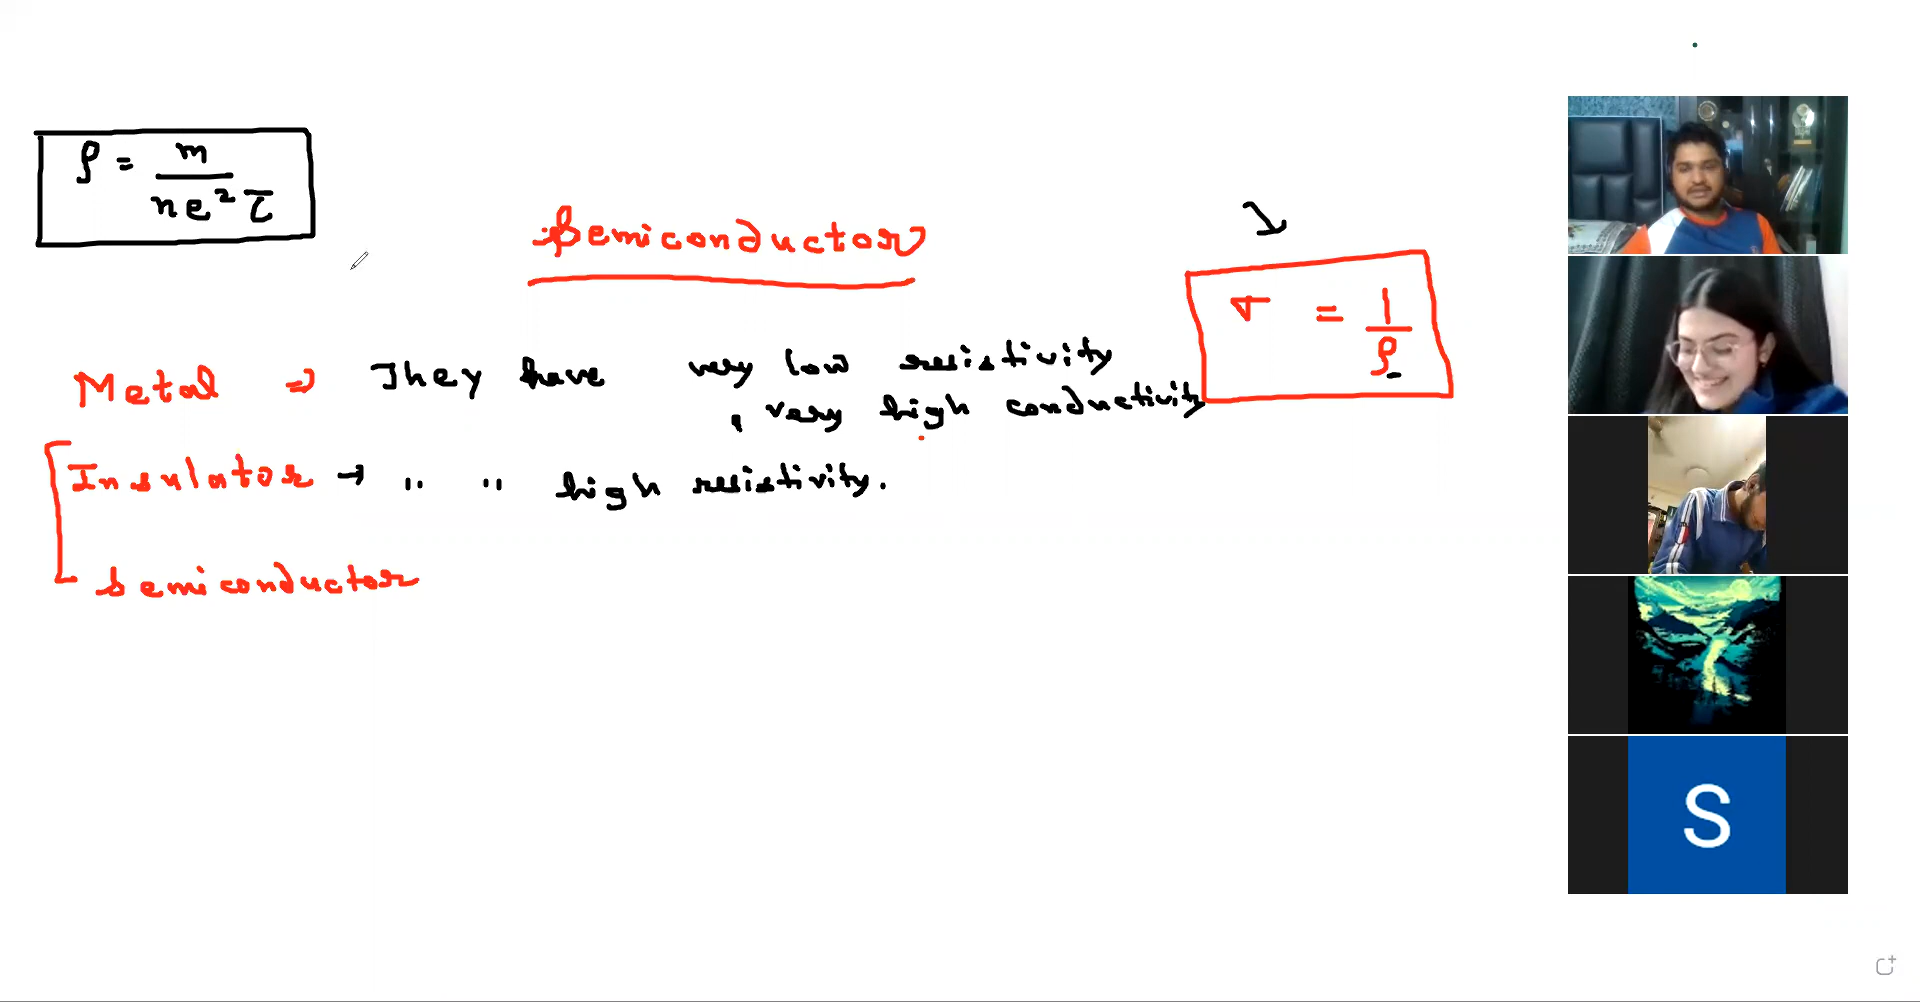 ρ = m / ne²τ
Semiconductor
σ = 1/ρ
Metal ⇒ They have very low resistivity
, very high conductivity
Insulator → " " high resistivity.
Semiconductor
S